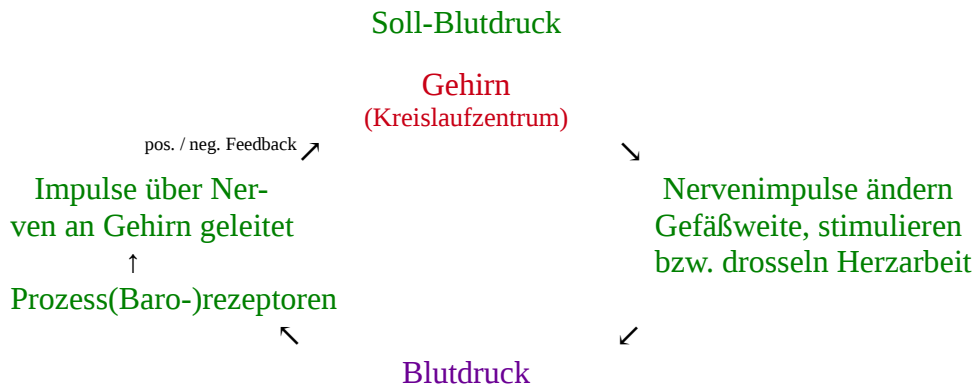 Soll-Blutdruck
Gehirn
(Kreislaufzentrum)
pos. / neg. Feedback
Impulse über Ner-
ven an Gehirn geleitet
Prozess(Baro-)rezeptoren
Nervenimpulse ändern
Gefäßweite, stimulieren
bzw. drosseln Herzarbeit
Blutdruck